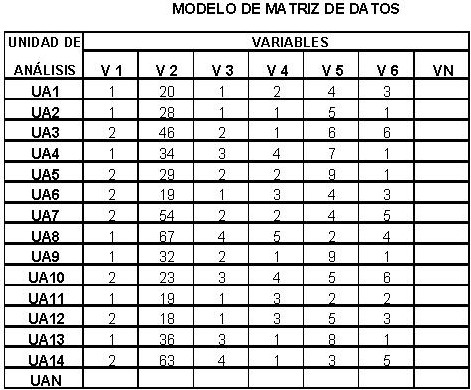 MODELO DE MATRIZ DE DATOS
UNIDAD DE VARIABLES
ANÁLISIS V 1 V 2 V 3 V 4 V 5 V 6 VN
UA1 1 20 1 2 4 3
UA2 1 28 1 1 5 1
UA3 2 46 2 1 6 6
UA4 1 34 3 4 7 1
UA5 2 29 2 2 9 1
UA6 2 19 1 3 4 3
UA7 2 54 2 2 4 5
UA8 1 67 4 5 2 4
UA9 1 32 2 1 9 1
UA10 2 23 3 4 5 6
UA11 1 19 1 3 2 2
UA12 2 18 1 3 5 3
UA13 1 36 3 1 8 1
UA14 2 63 4 1 3 5
UAN